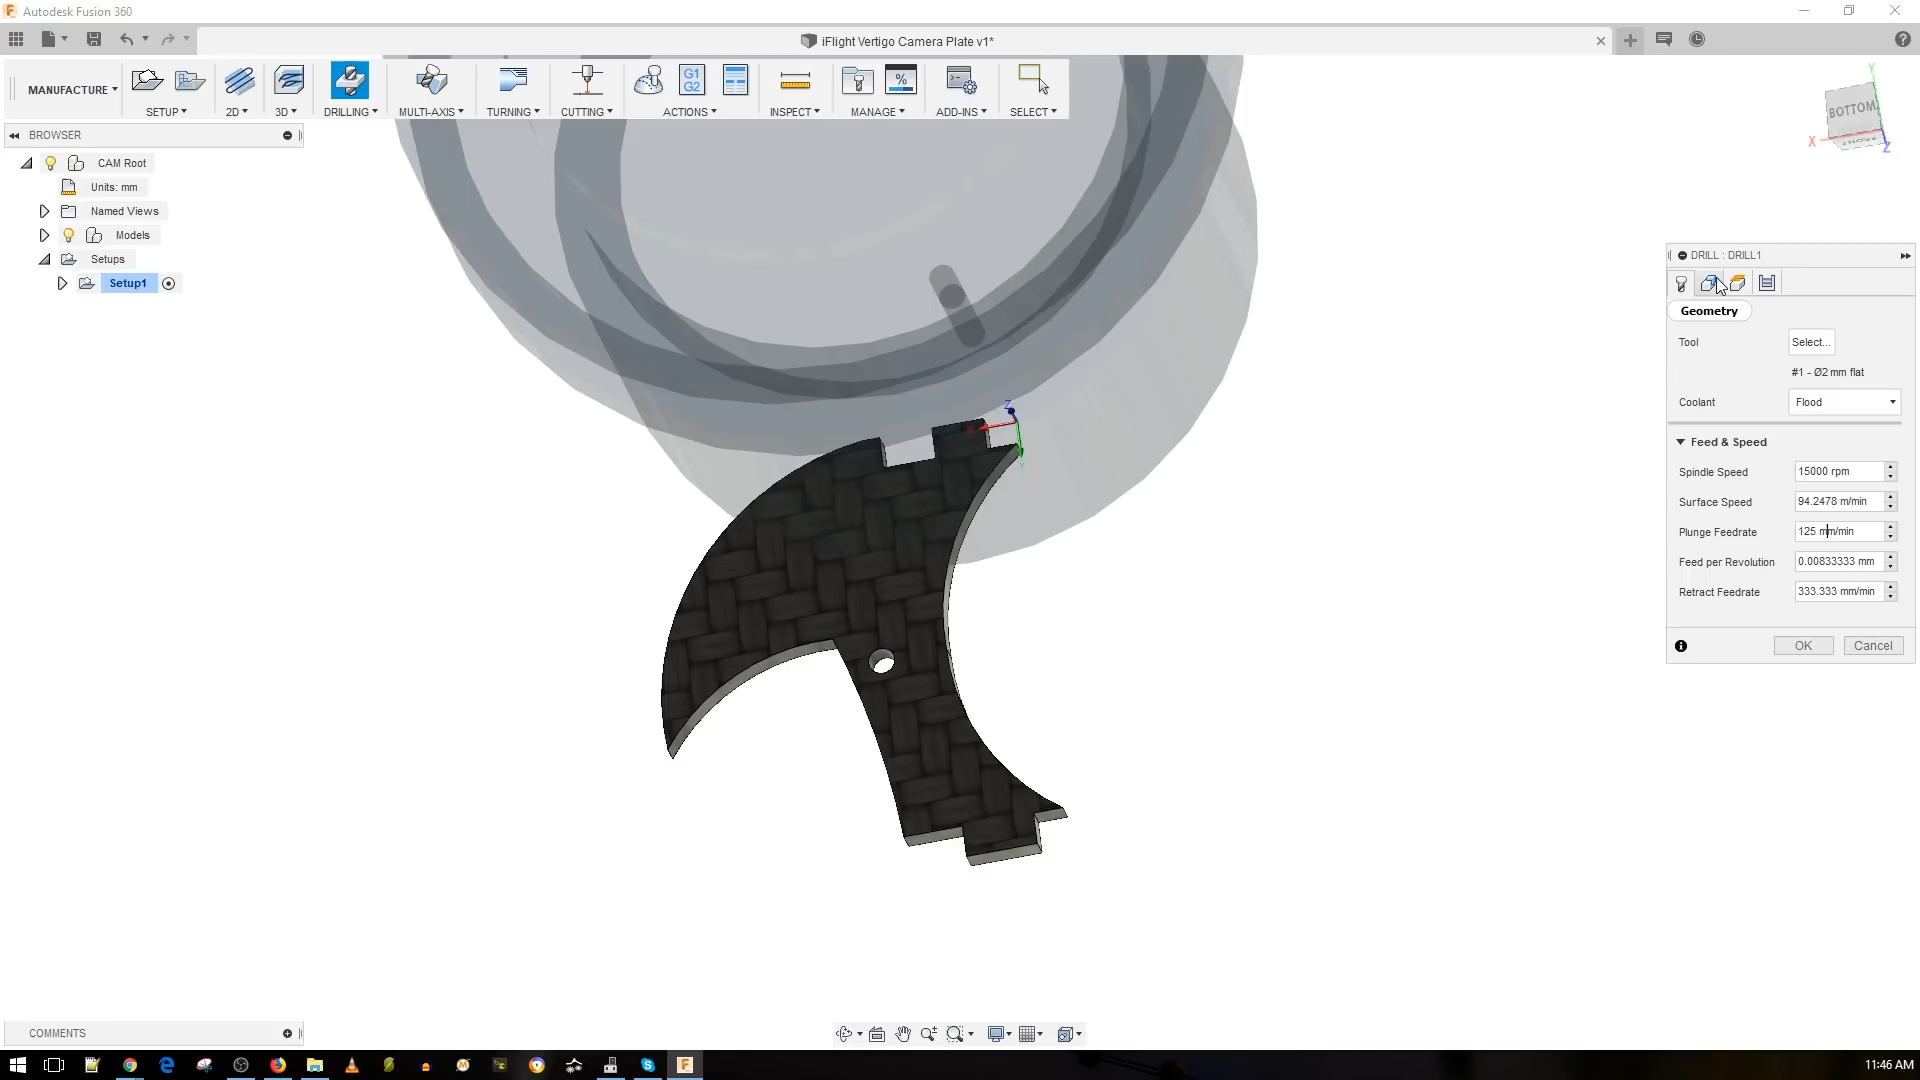 Autodesk Fusion 360
iFlight Vertigo Camera Plate v1*
MANUFACTURE
G1
G2
%
SETUP
2D
3D
DRILLING
MULTI-AXIS
TURNING
CUTTING
ACTIONS
INSPECT
MANAGE
ADD-INS
SELECT
BROWSER
CAM Root
Units: mm
Named Views
Models
Setups
Setup1
Y
BOTTOM
X
Z
Z
X
DRILL : DRILL1
Geometry
Tool
Select...
#1 - Ø2 mm flat
Coolant
Flood
Feed & Speed
Spindle Speed
15000 rpm
Surface Speed
94.2478 m/min
Plunge Feedrate
125 mm/min
Feed per Revolution
0.00833333 mm
Retract Feedrate
333.333 mm/min
OK
Cancel
COMMENTS
11:46 AM